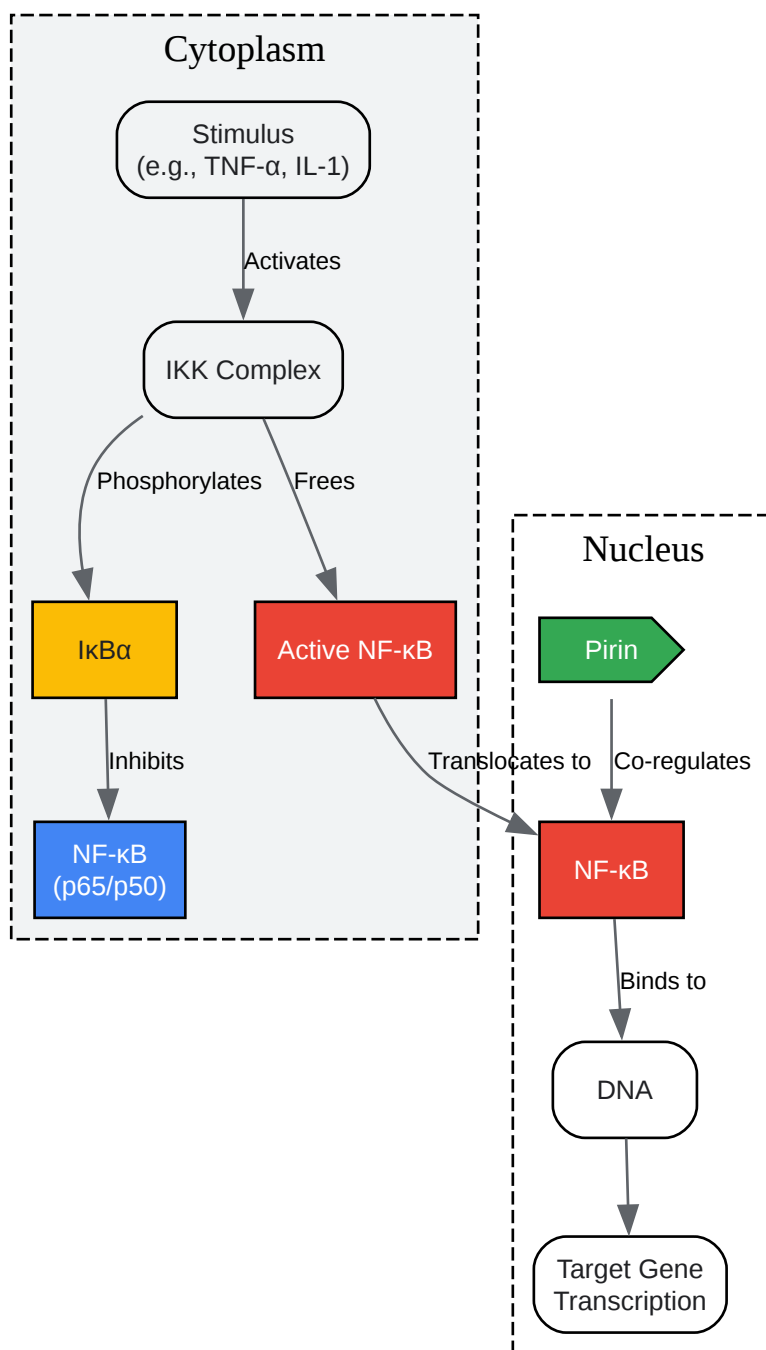 Cytoplasm
Stimulus
(e.g., TNF-α, IL-1)
Activates
IKK Complex
Phosphorylates
Frees
IκBα
Active NF-κB
Inhibits
NF-κB
(p65/p50)
Translocates to
Nucleus
Pirin
Co-regulates
NF-κB
Binds to
DNA
Target Gene
Transcription